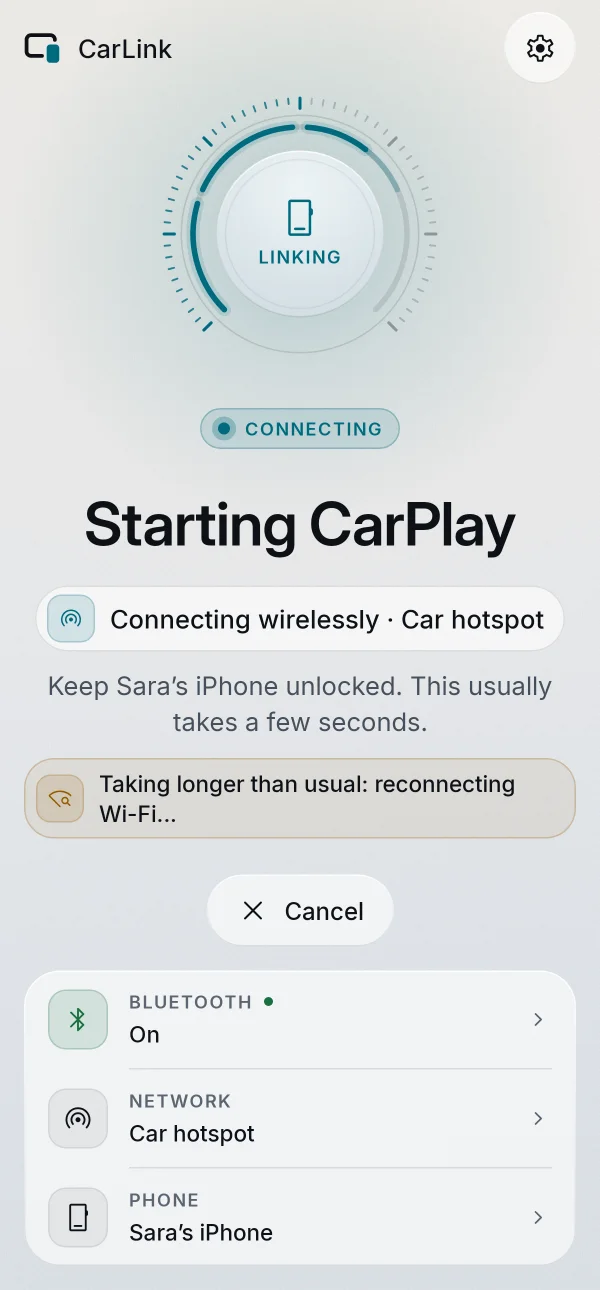 CarLink
LINKING
CONNECTING
Starting CarPlay
Connecting wirelessly · Car hotspot
Keep Sara’s iPhone unlocked. This usually
takes a few seconds.
Taking longer than usual: reconnecting
Wi-Fi…
Cancel
BLUETOOTH
On
NETWORK
Car hotspot
PHONE
Sara’s iPhone